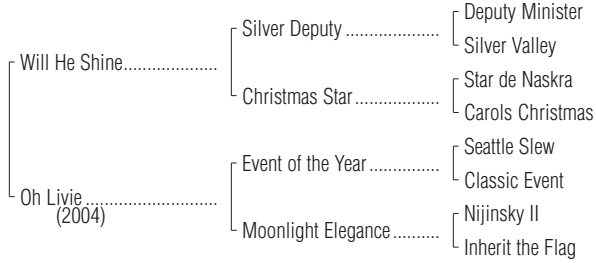 Deputy Minister
Silver Deputy ....................
Silver Valley
Will He Shine....................
Star de Naskra
Christmas Star ..................
Carols Christmas
Seattle Slew
Event of the Year ...............
Classic Event
Oh Livie ............................
(2004)
Nijinsky II
Moonlight Elegance..........
Inherit the Flag